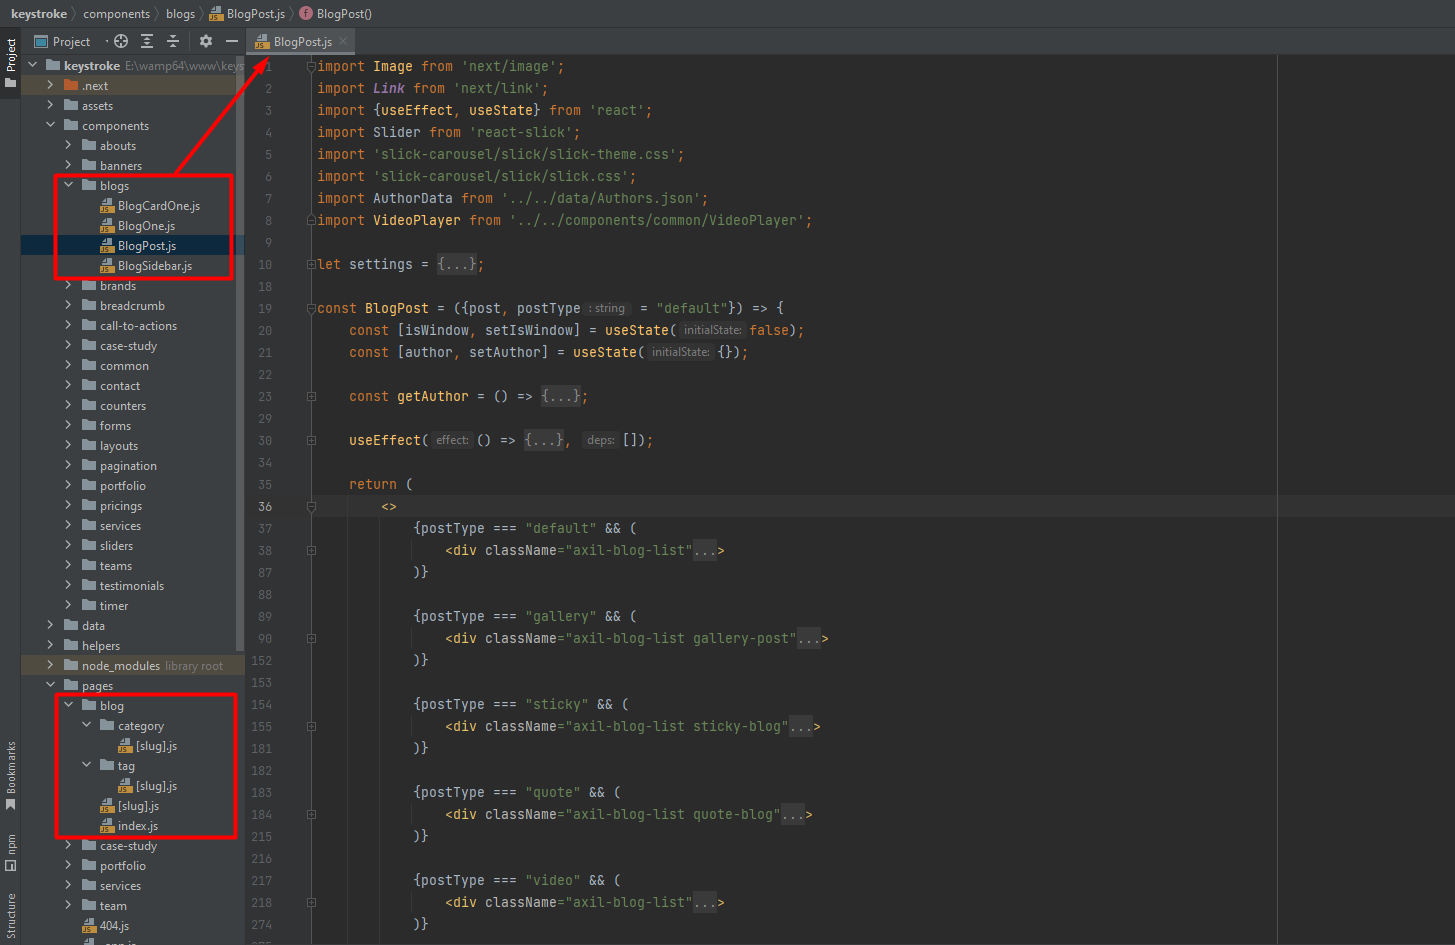 keystroke components blogs BlogPost.js BlogPost()
Project
BlogPost.js
Project
keystroke E:\wamp64\www\keys
.next
assets
components
abouts
banners
blogs
BlogCardOne.js
BlogOne.js
BlogPost.js
BlogSidebar.js
brands
breadcrumb
call-to-actions
case-study
common
contact
counters
forms
layouts
pagination
portfolio
pricings
services
sliders
teams
testimonials
timer
data
helpers
node_modules library root
pages
blog
category
[slug].js
tag
[slug].js
[slug].js
index.js
case-study
portfolio
services
team
404.js
Bookmarks
npm
Structure
1 import Image from 'next/image';
2 import Link from 'next/link';
3 import {useEffect, useState} from 'react';
4 import Slider from 'react-slick';
5 import 'slick-carousel/slick/slick-theme.css';
6 import 'slick-carousel/slick/slick.css';
7 import AuthorData from '../../data/Authors.json';
8 import VideoPlayer from '../../components/common/VideoPlayer';
9
10 let settings = {...};
18
19 const BlogPost = ({post, postType : string = "default"}) => {
20 const [isWindow, setIsWindow] = useState( initialState: false);
21 const [author, setAuthor] = useState( initialState: {});
22
23 const getAuthor = () => {...};
29
30 useEffect( effect: () => {...}, deps: []);
34
35 return (
36 <>
37 {postType === "default" && (
38 <div className="axil-blog-list"...>
87 )}
88
89 {postType === "gallery" && (
90 <div className="axil-blog-list gallery-post"...>
152 )}
153
154 {postType === "sticky" && (
155 <div className="axil-blog-list sticky-blog"...>
181 )}
182
183 {postType === "quote" && (
184 <div className="axil-blog-list quote-blog"...>
215 )}
216
217 {postType === "video" && (
218 <div className="axil-blog-list"...>
274 )}